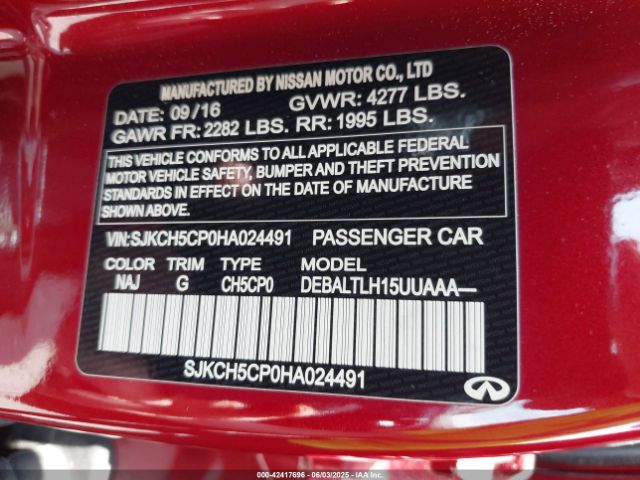 MANUFACTURED BY NISSAN MOTOR CO., LTD
DATE: 09/16 GVWR: 4277 LBS.
GAWR FR: 2282 LBS. RR: 1995 LBS.
THIS VEHICLE CONFORMS TO ALL APPLICABLE FEDERAL
MOTOR VEHICLE SAFETY, BUMPER AND THEFT PREVENTION
STANDARDS IN EFFECT ON THE DATE OF MANUFACTURE
SHOWN ABOVE.
VIN:SJKCH5CP0HA024491 PASSENGER CAR
COLOR TRIM TYPE MODEL
NAJ G CH5CP0 DEBALTLH15UUAAA—
SJKCH5CP0HA024491
INFINITI
000-42417696 - 06/03/2025 - IAAI.COM